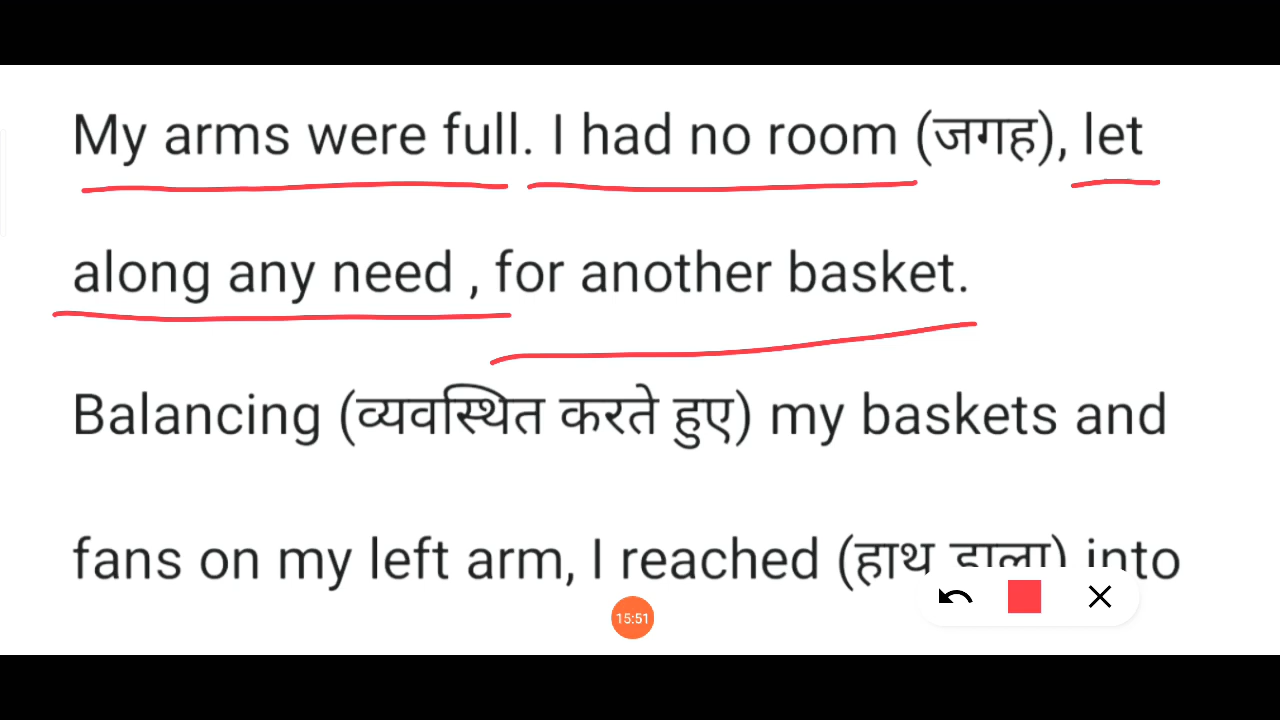 My arms were full. I had no room (जगह), let
along any need , for another basket.
Balancing (व्यवस्थित करते हुए) my baskets and
fans on my left arm, I reached (हाथ डाला) into
15:51